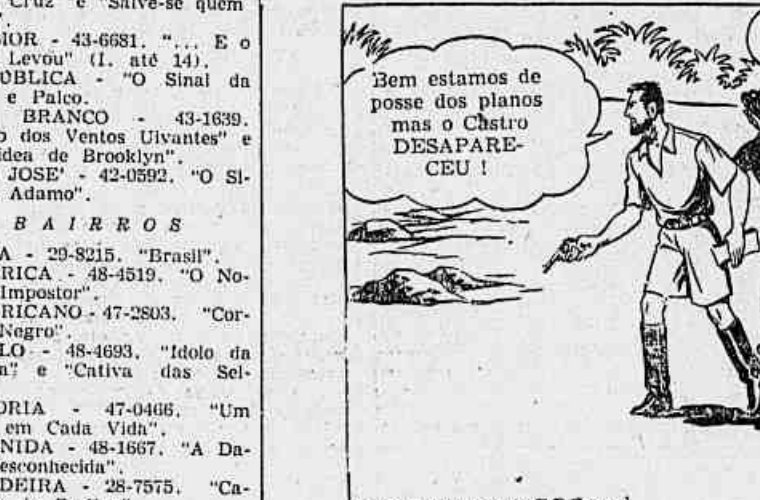 Cruz" e "Salve-se quem
IOR - 43-6681. "... E o
Levou" (I. até 14).
ÚBLICA - "O Sinal da
e Palco.
BRANCO - 43-1639.
o dos Ventos Uivantes" e
ldea de Brooklyn".
JOSE' - 42-0592. "O Si-
Adamo".
BAIRROS
A - 29-8215. "Brasil".
RICA - 48-4519. "O No-
Impostor".
RICANO - 47-2803. "Cor-
Negro".
LO - 48-4693. "Idolo da
a" e "Cativa das Sel-
ORIA - 47-0466. "Um
em Cada Vida".
NIDA - 48-1667. "A Da-
esconhecida".
DEIRA - 28-7575. "Ca-
Bem estamos de
posse dos planos
mas o Castro
DESAPARE-
CEU !